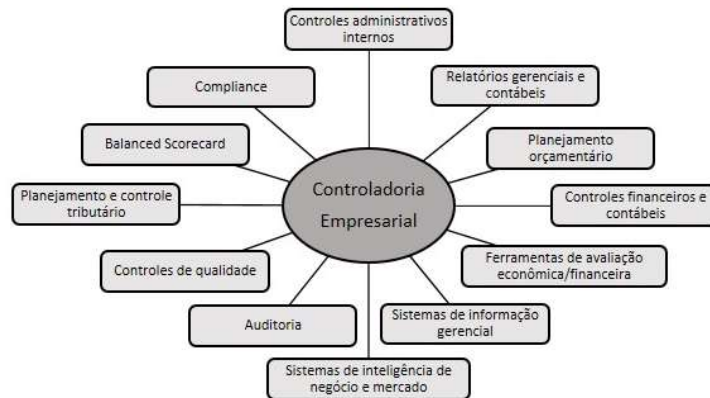 Controles administrativos
internos
Relatórios gerenciais e
contábeis
Compliance
Balanced Scorecard
Planejamento
orçamentário
Planejamento e controle
tributário
Controladoria
Empresarial
Controles financeiros e
contábeis
Controles de qualidade
Ferramentas de avaliação
econômica/financeira
Auditoria
Sistemas de informação
gerencial
Sistemas de inteligência de
negócio e mercado